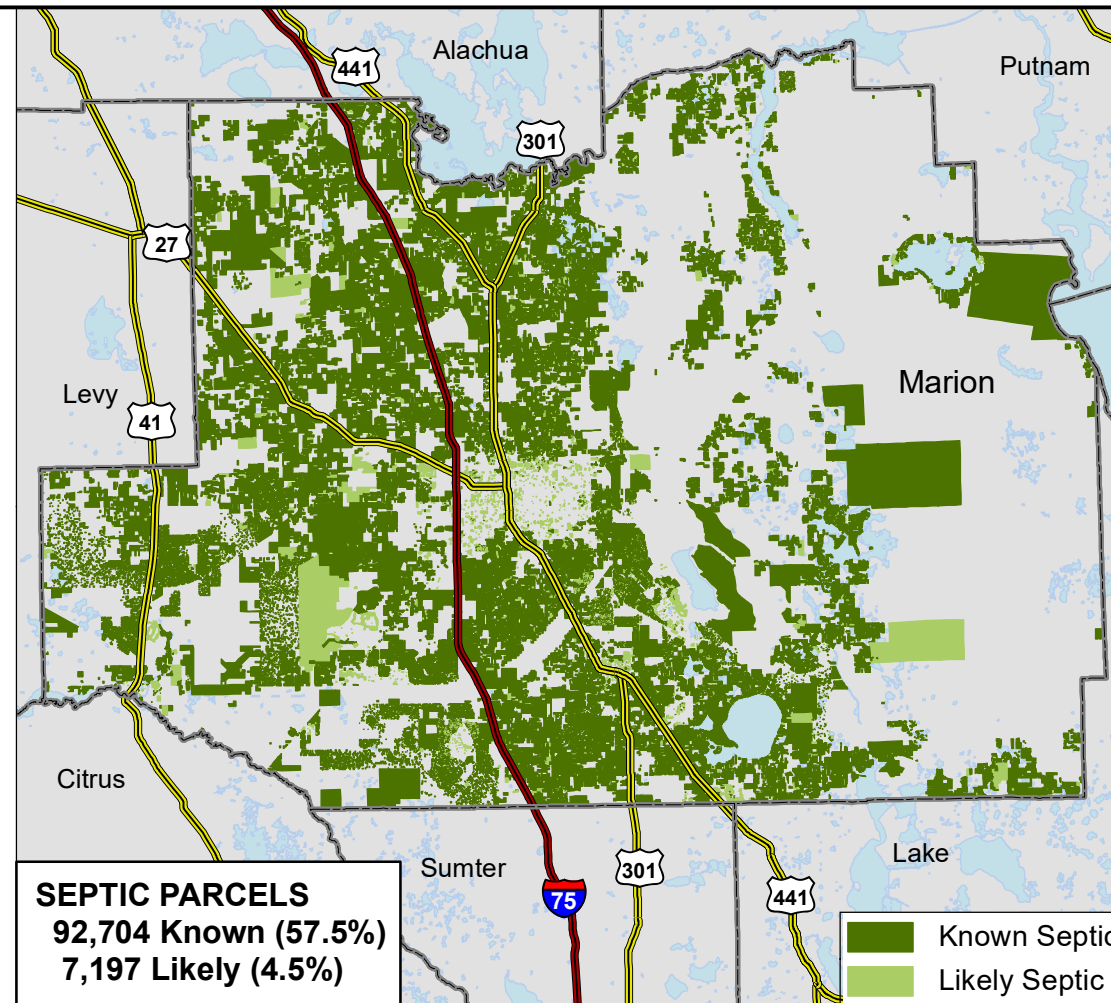 Alachua
Putnam
441
301
27
Levy
41
Marion
Citrus
Sumter
Lake
301
75
441
SEPTIC PARCELS
92,704 Known (57.5%)
7,197 Likely (4.5%)
Known Septic
Likely Septic